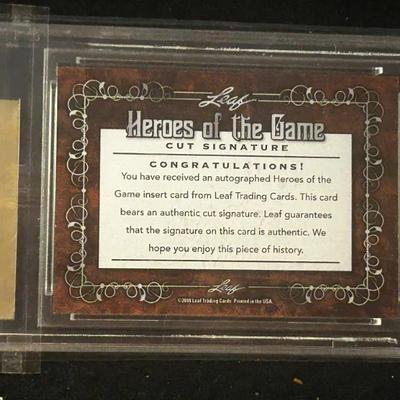 Leaf
Heroes of the Game
CUT SIGNATURE
CONGRATULATIONS!
You have received an autographed Heroes of the
Game insert card from Leaf Trading Cards. This card
bears an authentic cut signature. Leaf guarantees
that the signature on this card is authentic. We
hope you enjoy this piece of history.
Leaf
Leaf Trading Cards. Printed in the USA.